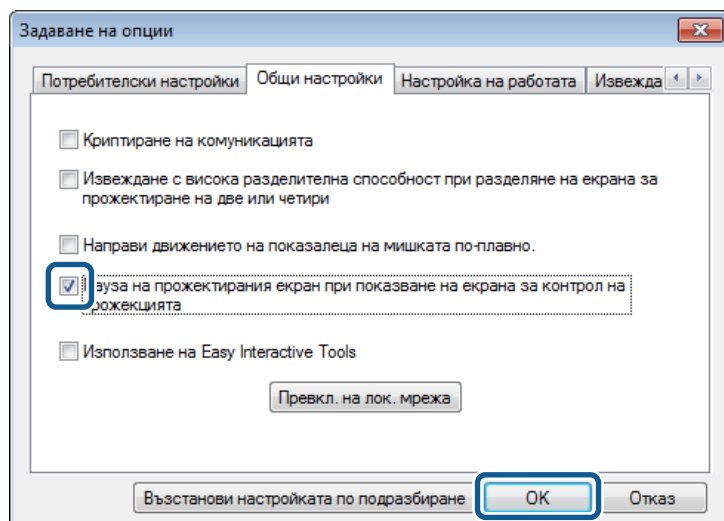 Задаване на опции
Потребителски настройки Общи настройки Настройка на работата Извежда
Криптиране на комуникацията
Извеждане с висока разделителна способност при разделяне на екрана за
прожектиране на две или четири
Направи движението на показалеца на мишката по-плавно.
ауза на прожектирания екран при показване на екрана за контрол на
рожекцията
Използване на Easy Interactive Tools
Превкл. на лок. мрежа
Възстанови настройката по подразбиране OK Отказ